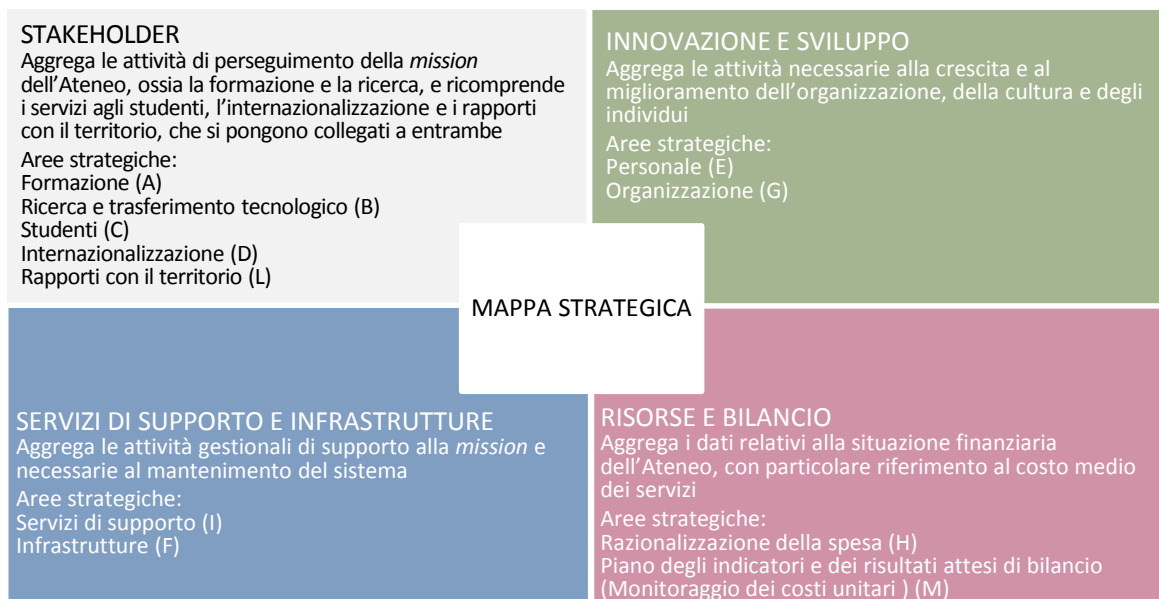 STAKEHOLDER
Aggrega le attività di perseguimento della mission
dell'Ateneo, ossia la formazione e la ricerca, e ricomprende
i servizi agli studenti, l'internazionalizzazione e i rapporti
con il territorio, che si pongono collegati a entrambe
Aree strategiche:
Formazione (A)
Ricerca e trasferimento tecnologico (B)
Studenti (C)
Internazionalizzazione (D)
Rapporti con il territorio (L)
INNOVAZIONE E SVILUPPO
Aggrega le attività necessarie alla crescita e al
miglioramento dell'organizzazione, della cultura e degli
individui
Aree strategiche:
Personale (E)
Organizzazione (G)
MAPPA STRATEGICA
SERVIZI DI SUPPORTO E INFRASTRUTTURE
Aggrega le attività gestionali di supporto alla mission e
necessarie al mantenimento del sistema
Aree strategiche:
Servizi di supporto (I)
Infrastrutture (F)
RISORSE E BILANCIO
Aggrega i dati relativi alla situazione finanziaria
dell'Ateneo, con particolare riferimento al costo medio
dei servizi
Aree strategiche:
Razionalizzazione della spesa (H)
Piano degli indicatori e dei risultati attesi di bilancio
(Monitoraggio dei costi unitari ) (M)